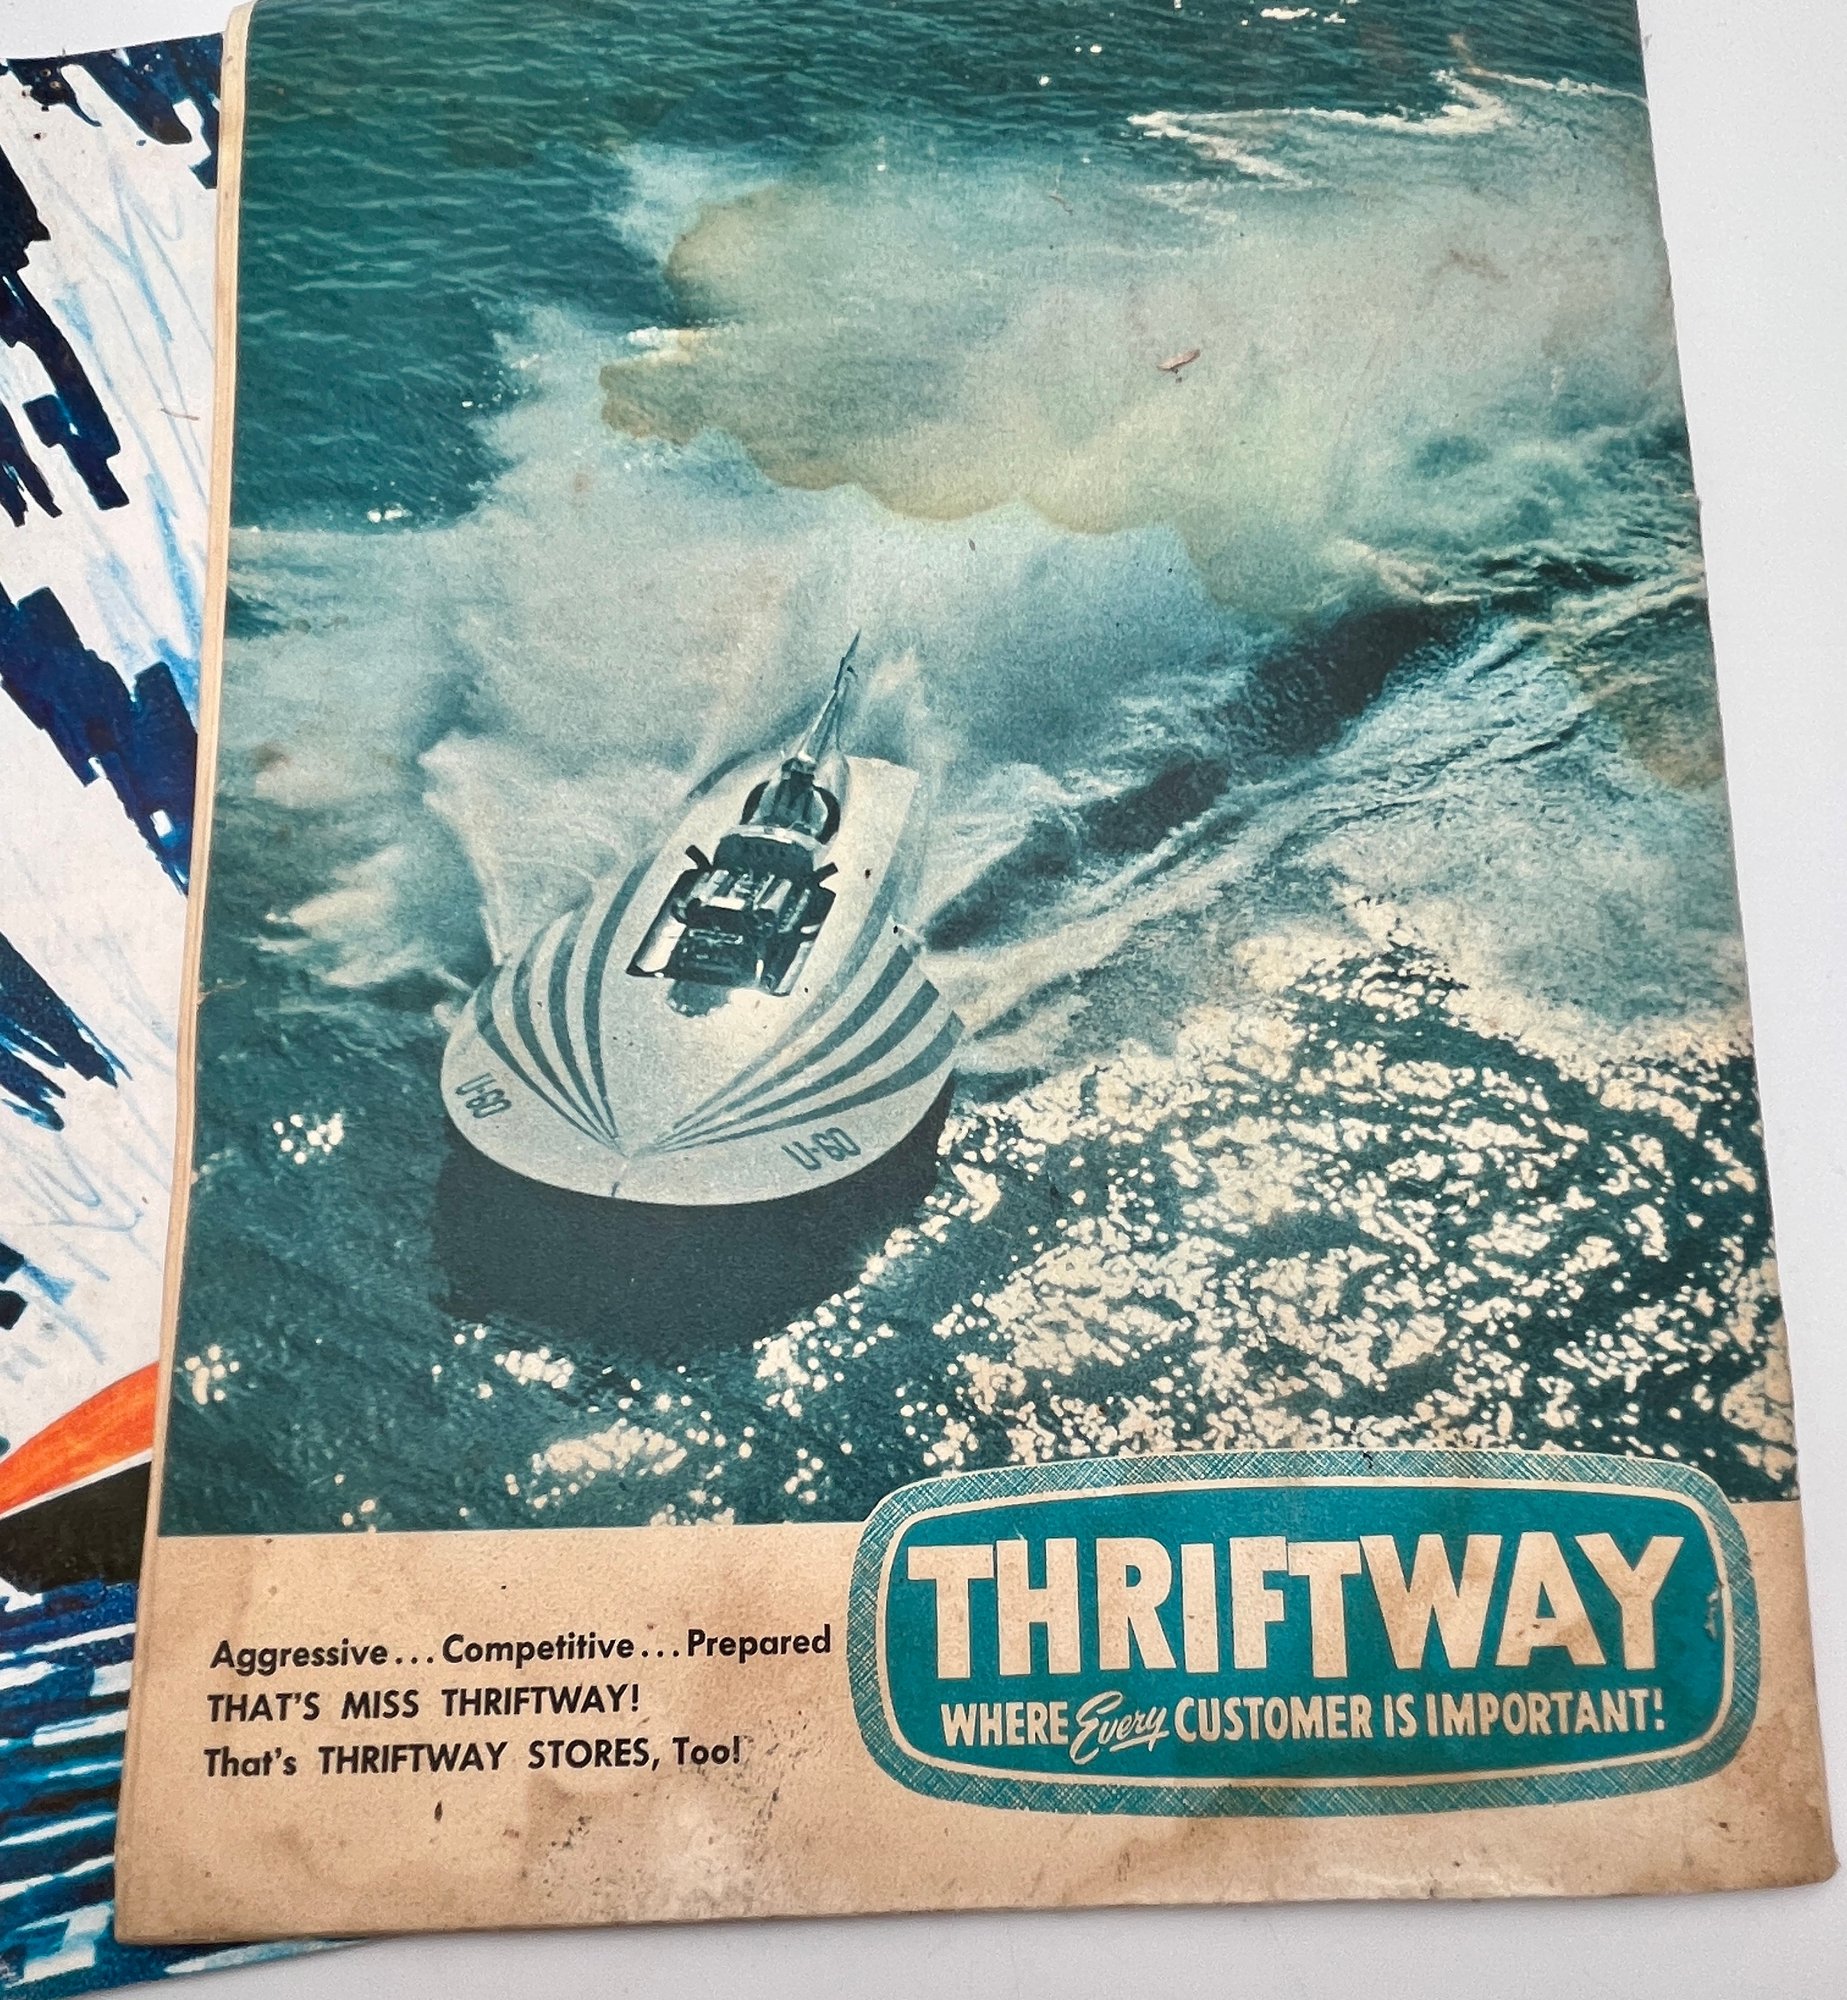 U-60
U-60
Aggressive...Competitive...Prepared
THAT'S MISS THRIFTWAY!
That's THRIFTWAY STORES, Too!
THRIFTWAY
WHERE Every CUSTOMER IS IMPORTANT!